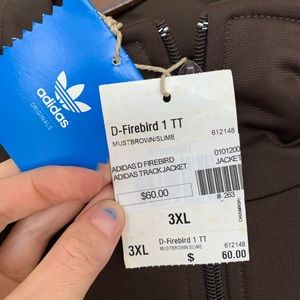 adidas
ORIGINALS
D-Firebird 1 TT
MUSTBROWN/SLIME 612148
ADIDAS D FIREBIRD 0101200
ADIDAS TRACK JACKET JACKET
$60.00
# 263
3XL
D-Firebird 1 TT
MUSTBROWN/SLIME 612148
3XL $ 60.00